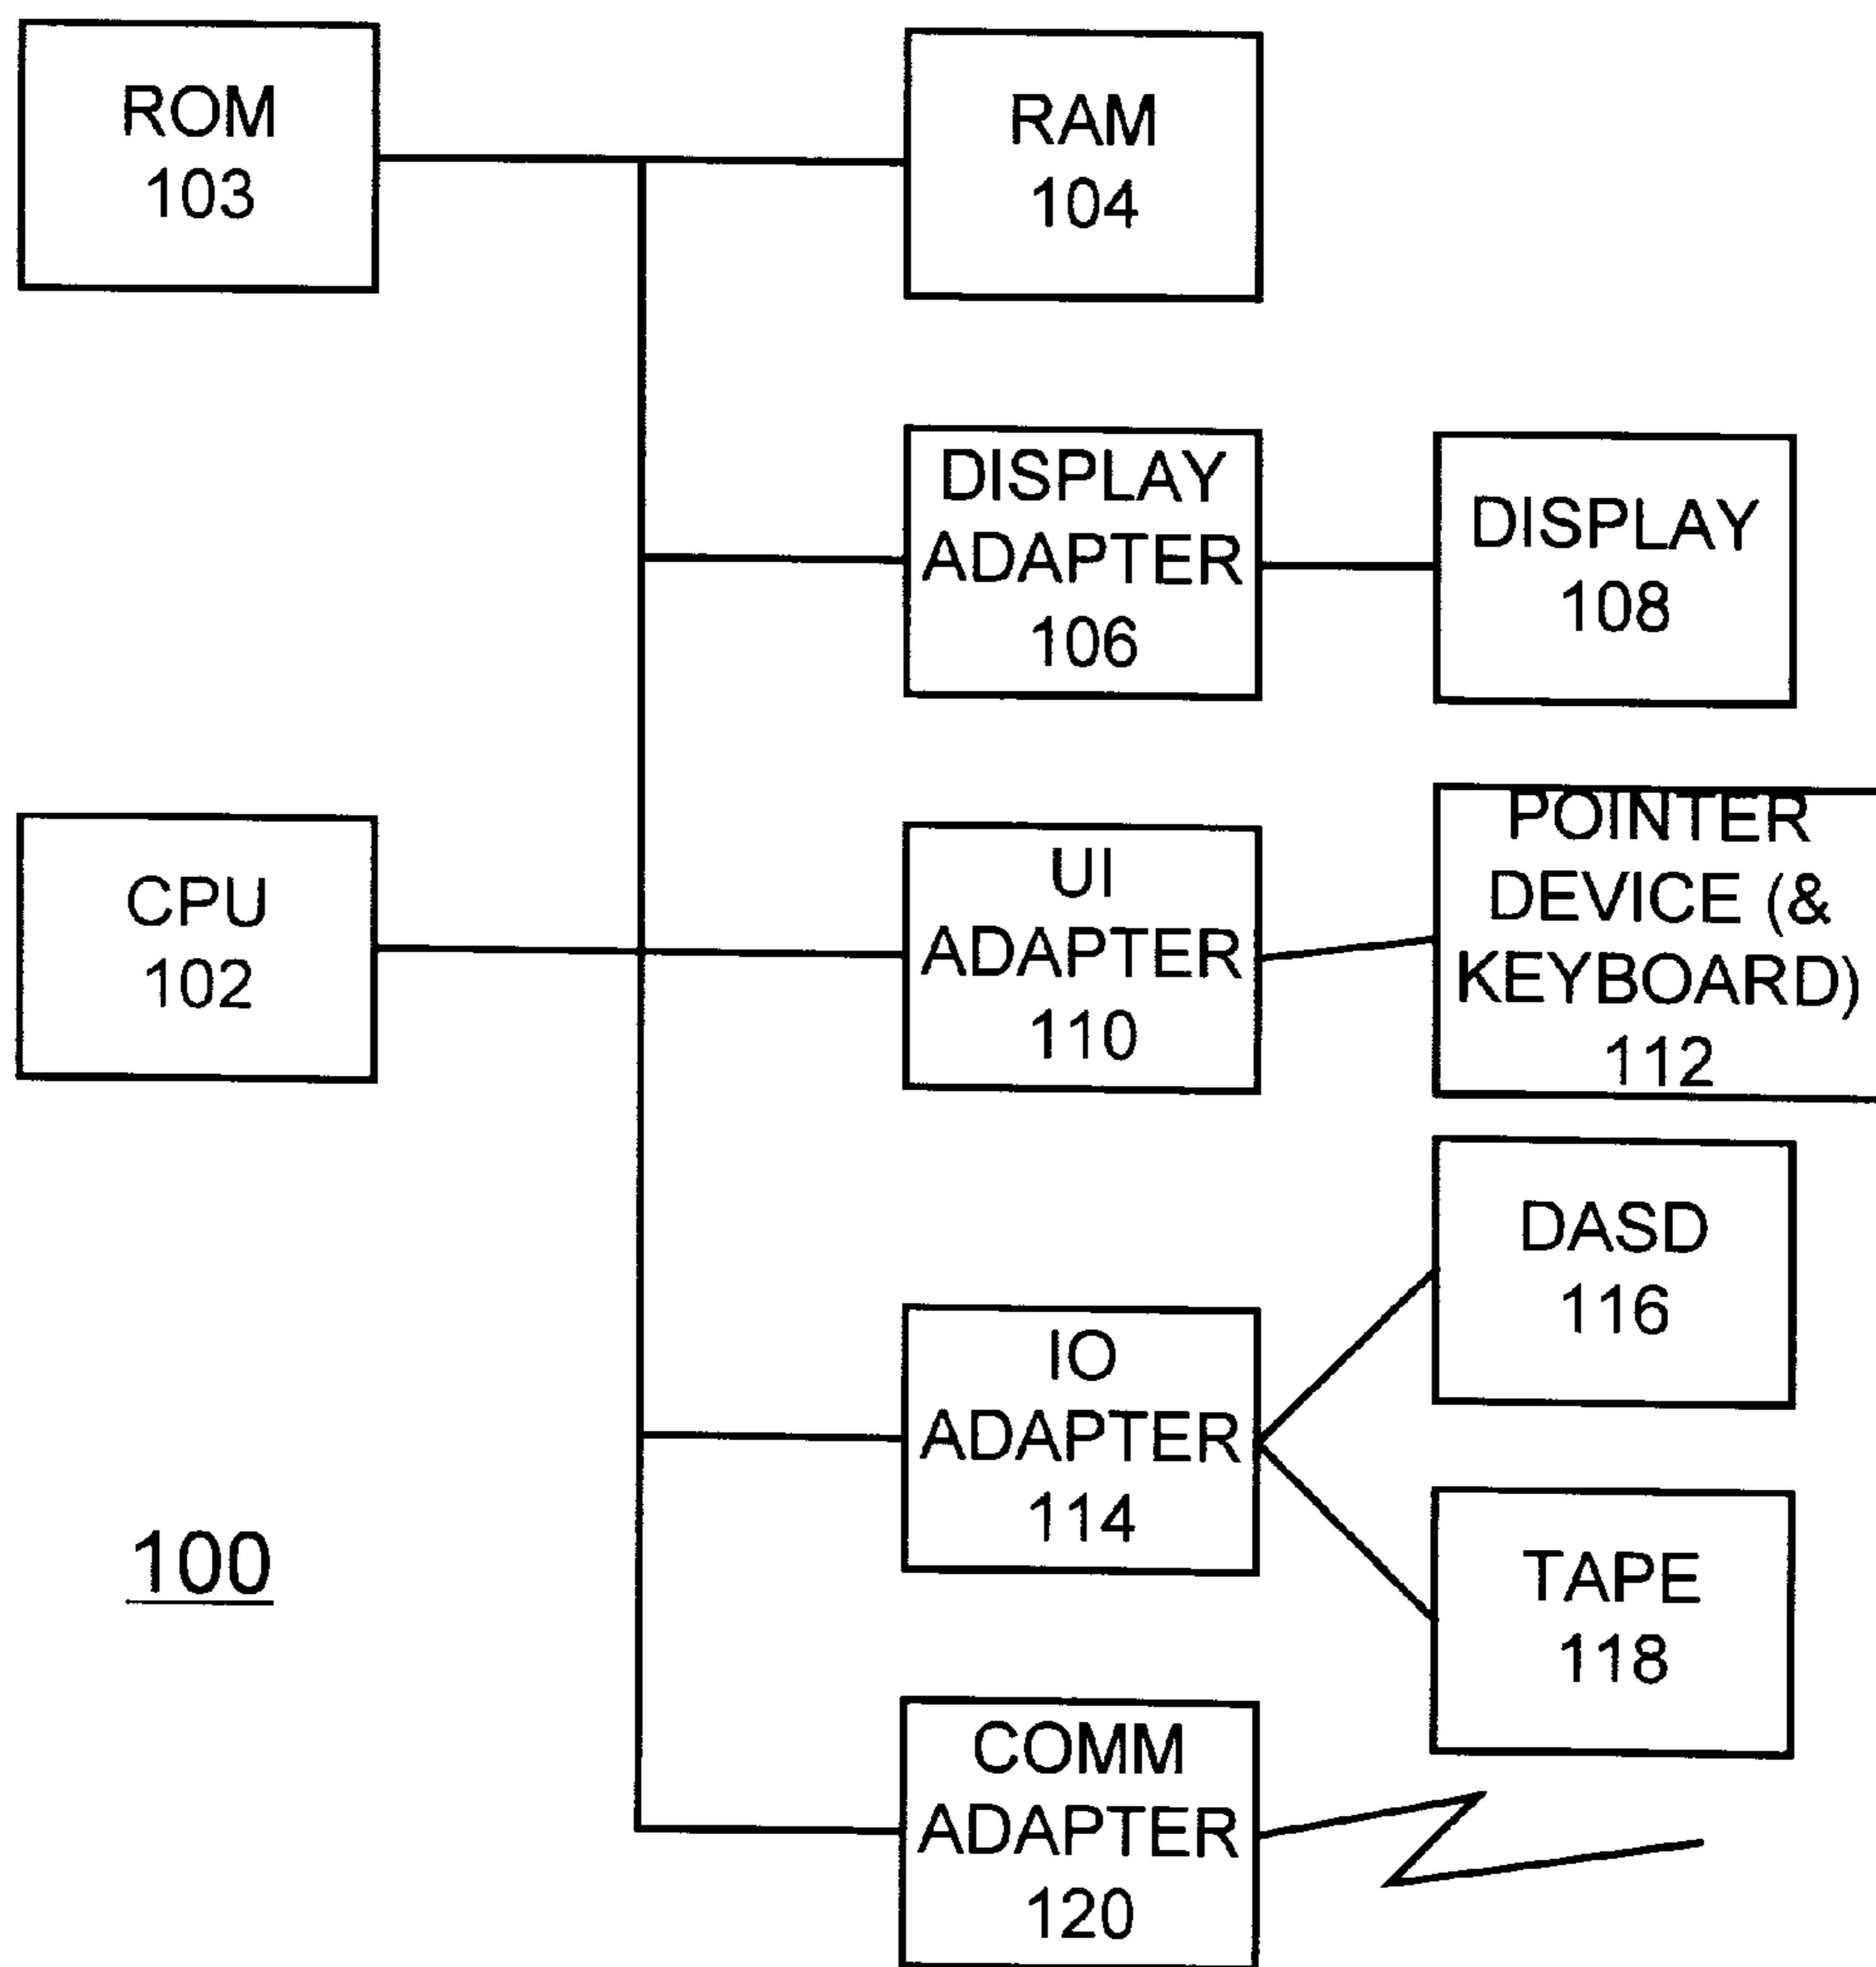 ROM
103
RAM
104
DISPLAY
ADAPTER
106
DISPLAY
108
CPU
102
UI
ADAPTER
110
POINTER
DEVICE (&
KEYBOARD)
112
DASD
116
IO
ADAPTER
114
100
TAPE
118
COMM
ADAPTER
120